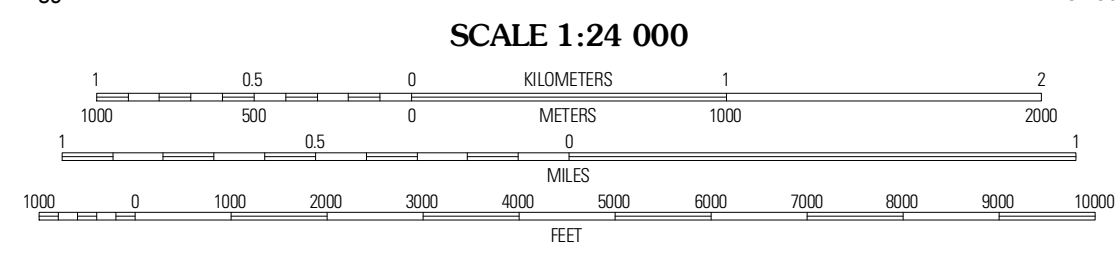 SCALE 1:24 000
1 0.5 0 KILOMETERS 1 2
1000 500 0 METERS 1000 2000
1 0.5 0 1
MILES
1000 0 1000 2000 3000 4000 5000 6000 7000 8000 9000 10000
FEET